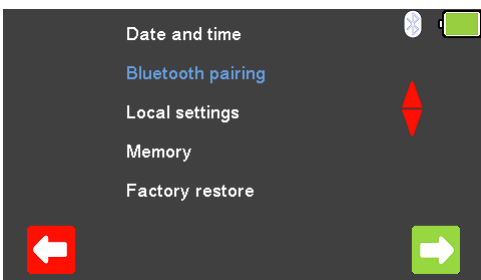 Date and time
Bluetooth pairing
Local settings
Memory
Factory restore